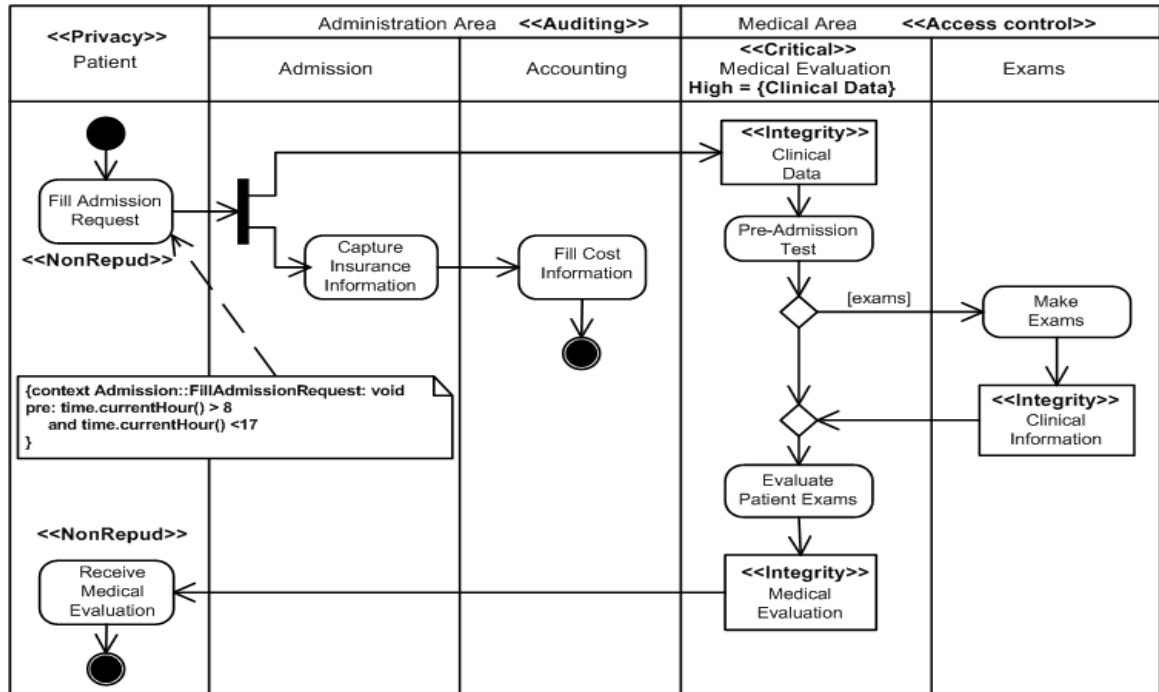 <<Privacy>>
Patient
Administration Area <<Auditing>>
Admission
Accounting
Medical Area <<Access control>>
<<Critical>>
Medical Evaluation
High = {Clinical Data}
Exams
Fill Admission
Request
<<NonRepud>>
<<Integrity>>
Clinical
Data
Capture
Insurance
Information
Fill Cost
Information
Pre-Admission
Test
[exams]
Make
Exams
{context Admission::FillAdmissionRequest: void
pre: time.currentHour() > 8
and time.currentHour() <17
}
<<Integrity>>
Clinical
Information
Evaluate
Patient Exams
<<NonRepud>>
Receive
Medical
Evaluation
<<Integrity>>
Medical
Evaluation